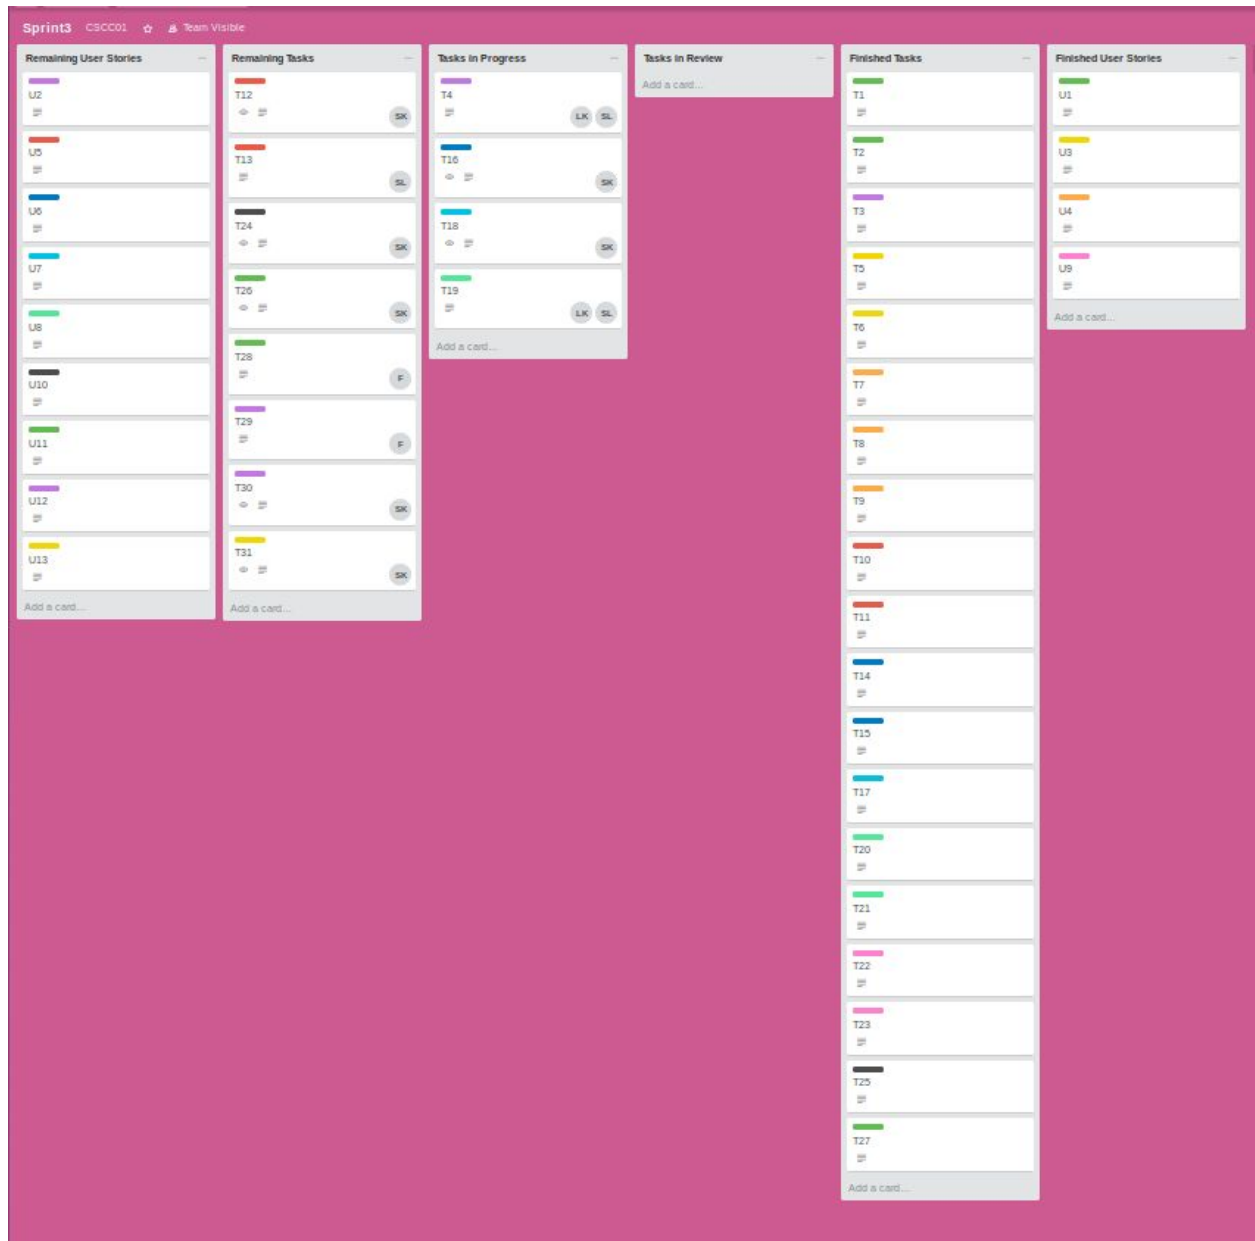 Sprint3 CSCC01 Team Visible
Remaining User Stories
U2
U5
U6
U7
U8
U10
U11
U12
U13
Add a card...
Remaining Tasks
T12
SK
T13
SL
T24
SK
T26
SK
T28
F
T29
F
T30
SK
T31
SK
Add a card...
Tasks in Progress
T4
LK SL
T16
SK
T18
SK
T19
LK SL
Add a card...
Tasks in Review
Add a card...
Finished Tasks
T1
T2
T3
T5
T6
T7
T8
T9
T10
T11
T14
T15
T17
T20
T21
T22
T23
T25
T27
Add a card...
Finished User Stories
U1
U3
U4
U9
Add a card...